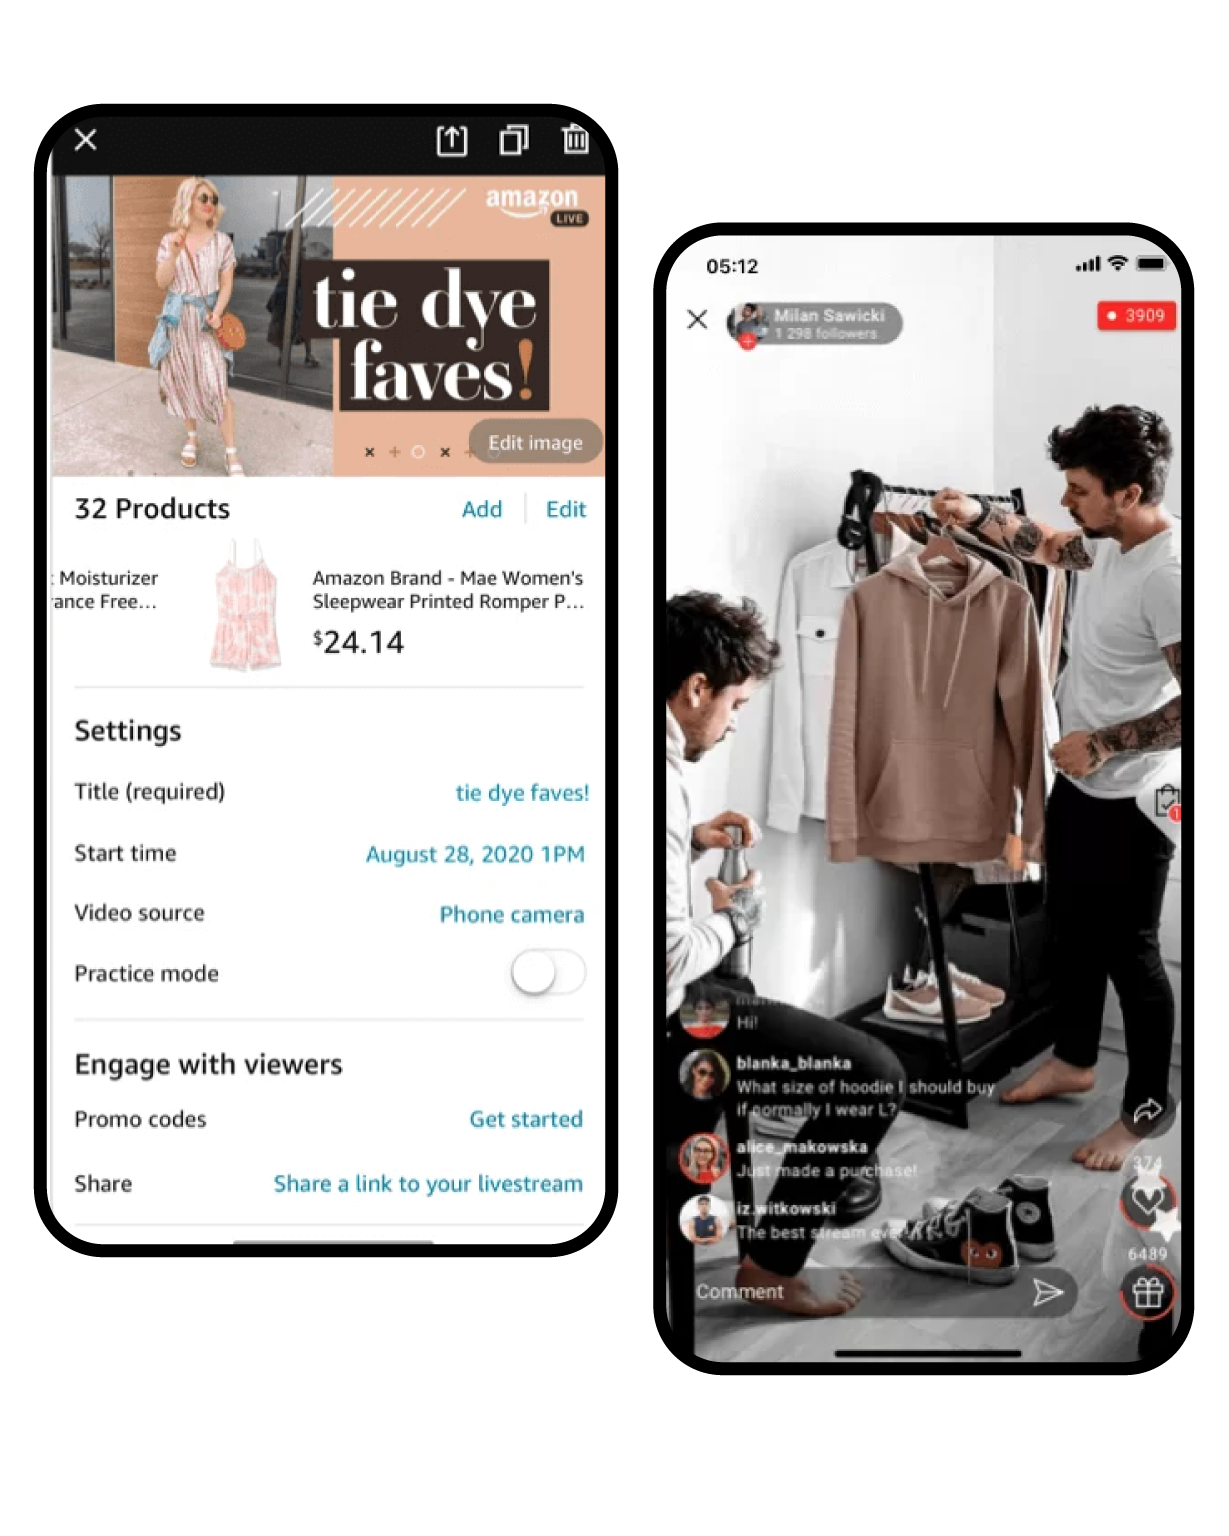 amazon
LIVE
tie dye
faves!
Edit image
32 Products
Add
Edit
: Moisturizer
ance Free...
Amazon Brand - Mae Women's
Sleepwear Printed Romper P...
$24.14
Settings
Title (required)
tie dye faves!
Start time
August 28, 2020 1PM
Video source
Phone camera
Practice mode
Engage with viewers
Promo codes
Get started
Share
Share a link to your livestream
05:12
Milan Sawicki
1 298 followers
3909
1
Hi!
blanka_blanka
What size of hoodie I should buy
if normally I wear L?
alice_makowska
Just made a purchase!
iz.witkowski
The best stream
374
6489
Comment